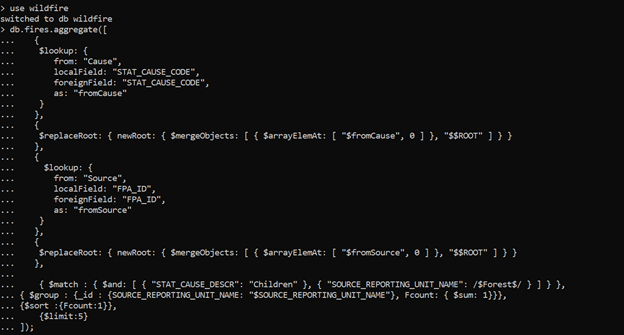 > use wildfire
switched to db wildfire
> db.fires.aggregate([
... {
... $lookup: {
... from: "Cause",
... localField: "STAT_CAUSE_CODE",
... foreignField: "STAT_CAUSE_CODE",
... as: "fromCause"
... }
... },
... {
... $replaceRoot: { newRoot: { $mergeObjects: [ { $arrayElemAt: [ "$fromCause", 0 ] }, "$$ROOT" ] } }
... },
... {
... $lookup: {
... from: "Source",
... localField: "FPA_ID",
... foreignField: "FPA_ID",
... as: "fromSource"
... }
... },
... {
... $replaceRoot: { newRoot: { $mergeObjects: [ { $arrayElemAt: [ "$fromSource", 0 ] }, "$$ROOT" ] } }
... },
...
... { $match : { $and: [ { "STAT_CAUSE_DESCR": "Children" }, { "SOURCE_REPORTING_UNIT_NAME": /$Forest$/ } ] } },
... { $group : {_id : {SOURCE_REPORTING_UNIT_NAME: "$SOURCE_REPORTING_UNIT_NAME"}, Fcount: { $sum: 1}}},
... {$sort :{Fcount:1}},
... {$limit:5}
... ]);